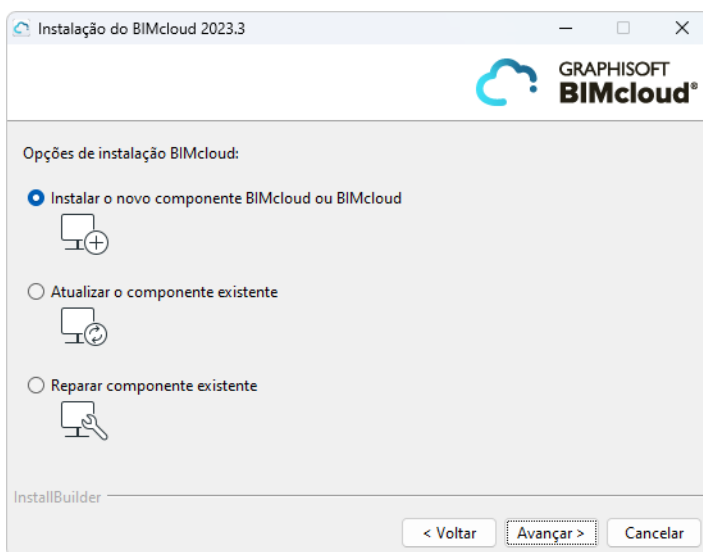 Instalação do BIMcloud 2023.3
GRAPHISOFT
BIMcloud®
Opções de instalação BIMcloud:
Instalar o novo componente BIMcloud ou BIMcloud
Atualizar o componente existente
Reparar componente existente
InstallBuilder
< Voltar
Avançar >
Cancelar